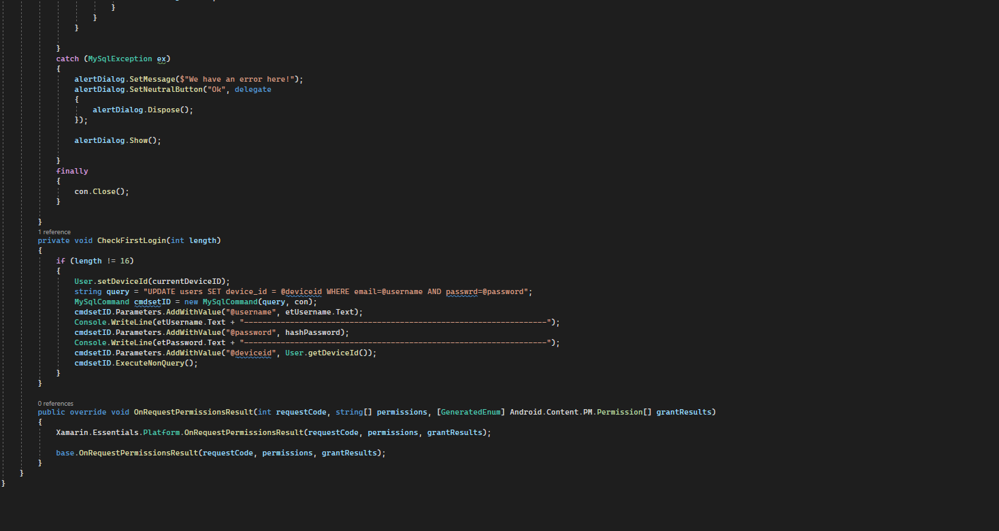 }
}
}
}
catch (MySqlException ex)
{
alertDialog.SetMessage($"We have an error here!");
alertDialog.SetNeutralButton("Ok", delegate
{
alertDialog.Dispose();
});
alertDialog.Show();
}
finally
{
con.Close();
}
}
1 reference
private void CheckFirstLogin(int length)
{
if (length != 16)
{
User.setDeviceId(currentDeviceID);
string query = "UPDATE users SET device_id = @deviceid WHERE email=@username AND passwrd=@password";
MySqlCommand cmdsetID = new MySqlCommand(query, con);
cmdsetID.Parameters.AddWithValue("@username", etUsername.Text);
Console.WriteLine(etUsername.Text + "------------------------------------------------------------------");
cmdsetID.Parameters.AddWithValue("@password", hashPassword);
Console.WriteLine(etPassword.Text + "------------------------------------------------------------------");
cmdsetID.Parameters.AddWithValue("@deviceid", User.getDeviceId());
cmdsetID.ExecuteNonQuery();
}
}
0 references
public override void OnRequestPermissionsResult(int requestCode, string[] permissions, [GeneratedEnum] Android.Content.PM.Permission[] grantResults)
{
Xamarin.Essentials.Platform.OnRequestPermissionsResult(requestCode, permissions, grantResults);
base.OnRequestPermissionsResult(requestCode, permissions, grantResults);
}
}
}